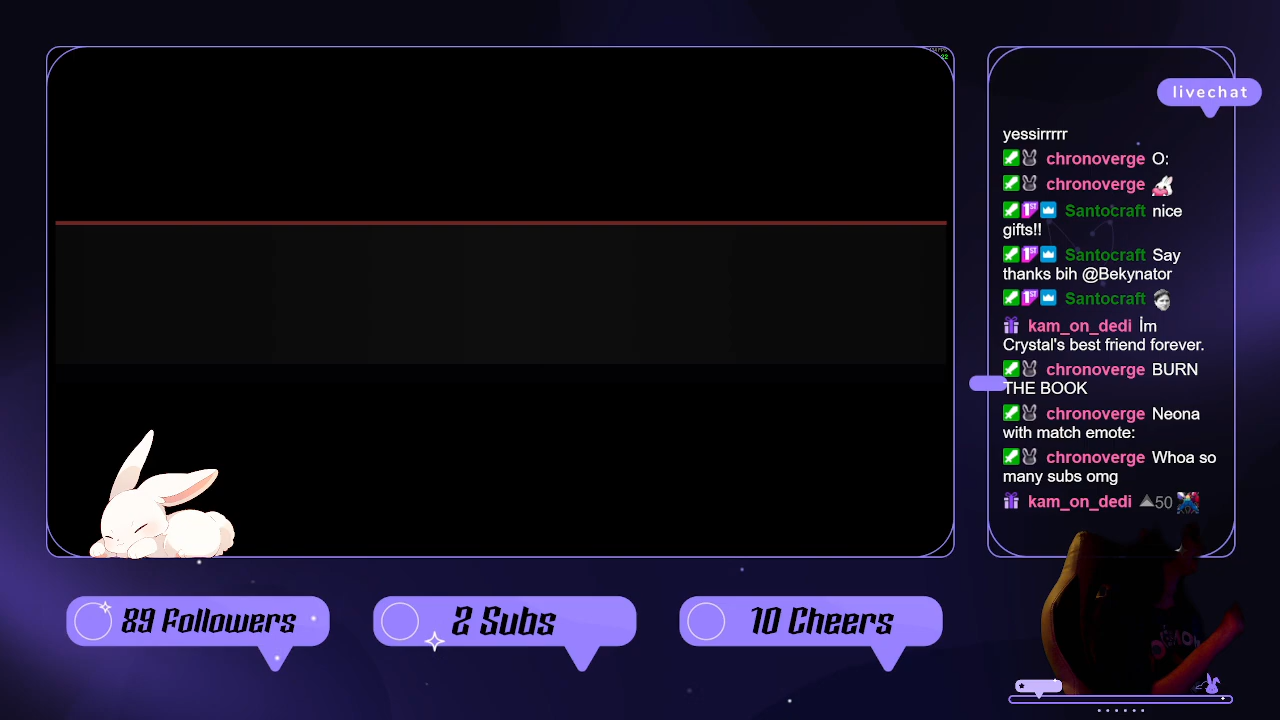 22
livechat
yessirrrrr
chronoverge O:
chronoverge
Santocraft nice
gifts!!
Santocraft Say
thanks bih @Bekynator
Santocraft
kam_on_dedi İm
Crystal's best friend forever.
chronoverge BURN
THE BOOK
chronoverge Neona
with match emote:
chronoverge Whoa so
many subs omg
kam_on_dedi 50
89 Followers
2 Subs
10 Cheers